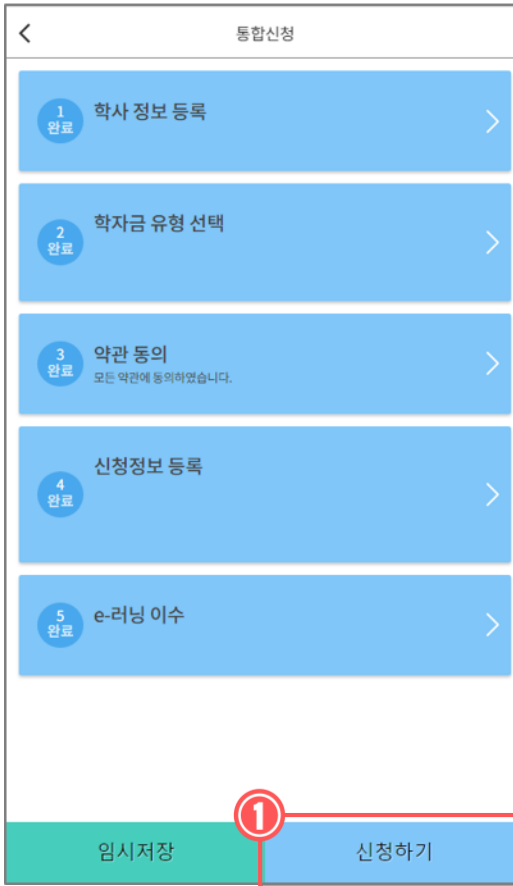 통합신청
1
완료
학사 정보 등록
2
완료
학자금 유형 선택
3
완료
약관 동의
모든 약관에 동의하였습니다.
4
완료
신청정보 등록
5
완료
e-러닝 이수
1
임시저장
신청하기